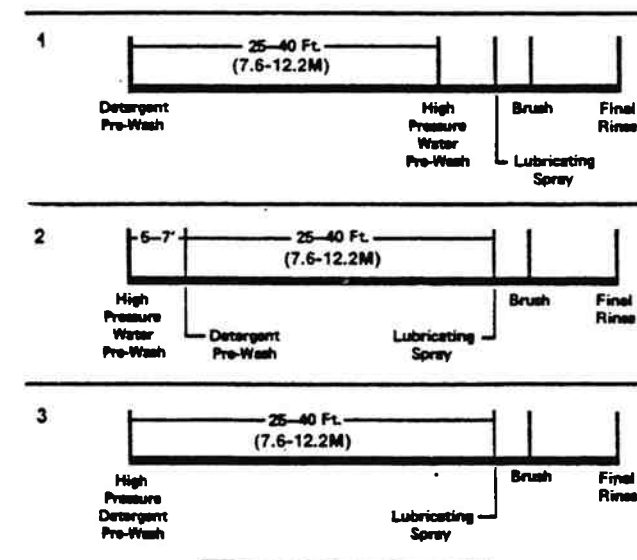 1
25–40 Ft.
(7.6-12.2M)
Detergent
Pre-Wash
High
Pressure
Water
Pre-Wash
Lubricating
Spray
Brush
Final
Rinse
2
5–7'
25–40 Ft.
(7.6-12.2M)
High
Pressure
Water
Pre-Wash
Detergent
Pre-Wash
Lubricating
Spray
Brush
Final
Rinse
3
25–40 Ft.
(7.6-12.2M)
High
Pressure
Detergent
Pre-Wash
Lubricating
Spray
Brush
Final
Rinse